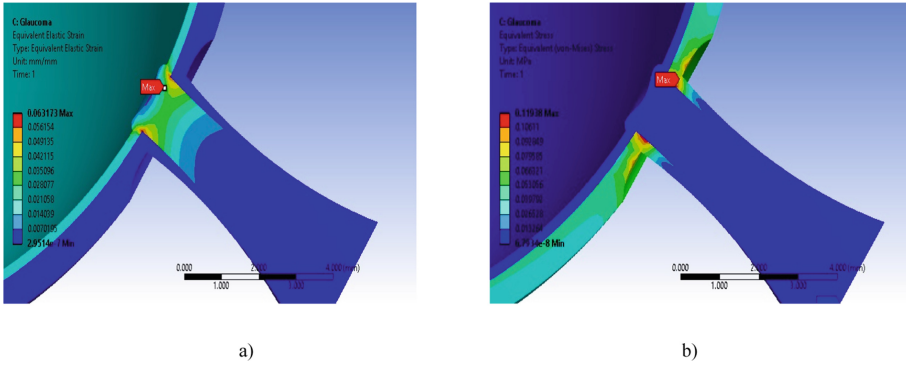 C: Glaucoma
Equivalent Elastic Strain
Type: Equivalent Elastic Strain
Unit: mm/mm
Time: 1
Max
0.063173 Max
0.056154
0.049135
0.042115
0.035096
0.028077
0.021058
0.014039
0.0070195
Min
0.000
2.000
4.000 (mm)
1.000
3.000
a)
C: Glaucoma
Equivalent Stress
Type: Equivalent (von-Mises) Stress
Unit: MPa
Time: 1
Max
Max
Min
0.000
2.000
4.000 (mm)
1.000
3.000
b)